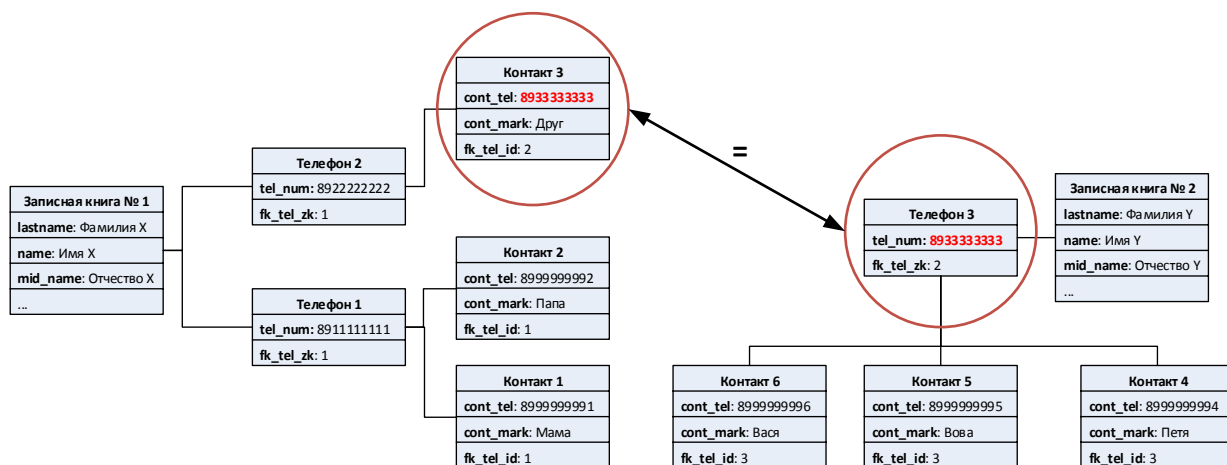 Контакт 3
cont_tel: 8933333333
cont_mark: Друг
fk_tel_id: 2
=
Телефон 2
tel_num: 8922222222
fk_tel_zk: 1
Записная книга № 1
lastname: Фамилия X
name: Имя X
mid_name: Отчество X
...
Контакт 2
cont_tel: 8999999992
cont_mark: Папа
fk_tel_id: 1
Телефон 1
tel_num: 8911111111
fk_tel_zk: 1
Контакт 1
cont_tel: 8999999991
cont_mark: Мама
fk_tel_id: 1
Телефон 3
tel_num: 8933333333
fk_tel_zk: 2
Записная книга № 2
lastname: Фамилия Y
name: Имя Y
mid_name: Отчество Y
...
Контакт 6
cont_tel: 8999999996
cont_mark: Вася
fk_tel_id: 3
Контакт 5
cont_tel: 8999999995
cont_mark: Вова
fk_tel_id: 3
Контакт 4
cont_tel: 8999999994
cont_mark: Петя
fk_tel_id: 3